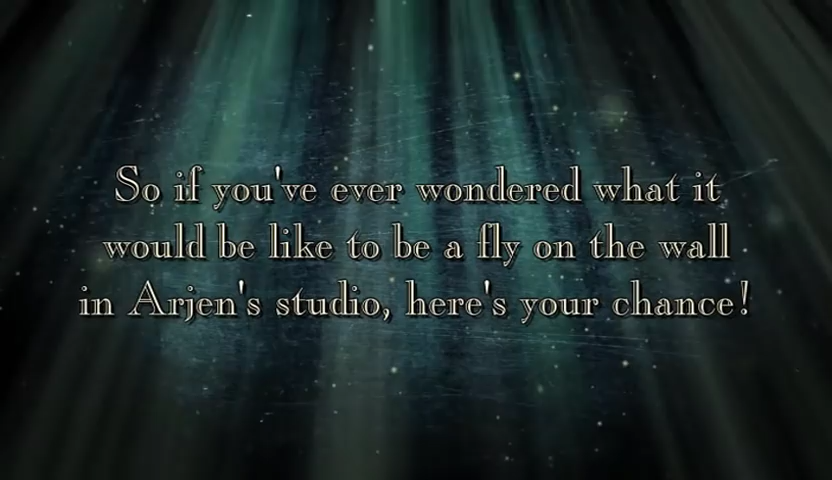 So if you've ever wondered what it
would be like to be a fly on the wall
in Arjen's studio, here's your chance!